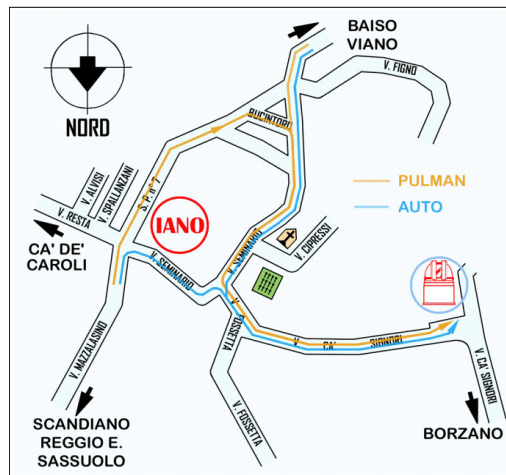 BAISO
VIANO
V. FIGNO
BUCINTORO
NORD
S. P. n° 7
V. ALVISI
V. SPALLANZANI
V. RESTA
PULMAN
AUTO
IANO
CA' DE'
CAROLI
V. SEMINARIO
V. SEMINARIO
V. CIPRESSI
V. FOSSETTA
V. CA' SIGNORI
V. MAZZALASINO
V. CA' SIGNORI
V. FOSSETTA
SCANDIANO
REGGIO E.
SASSUOLO
BORZANO